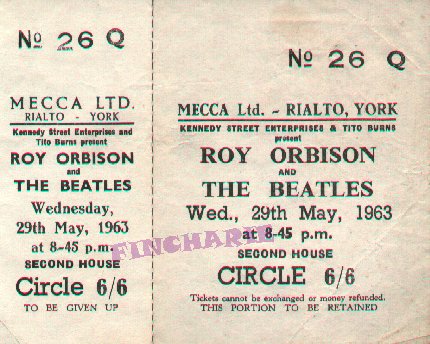 No 26 Q
MECCA LTD.
RIALTO - YORK
Kennedy Street Enterprises and
Tito Burns
present
ROY ORBISON
AND
THE BEATLES
Wednesday,
29th May, 1963
at 8-45 p.m.
SECOND HOUSE
Circle 6/6
TO BE GIVEN UP
No 26 Q
MECCA Ltd. - RIALTO, YORK
KENNEDY STREET ENTERPRISES & TITO BURNS
present
ROY ORBISON
AND
THE BEATLES
Wed., 29th May, 1963
at 8-45 p.m.
SECOND HOUSE
CIRCLE 6/6
Tickets cannot be exchanged or money refunded.
THIS PORTION TO BE RETAINED